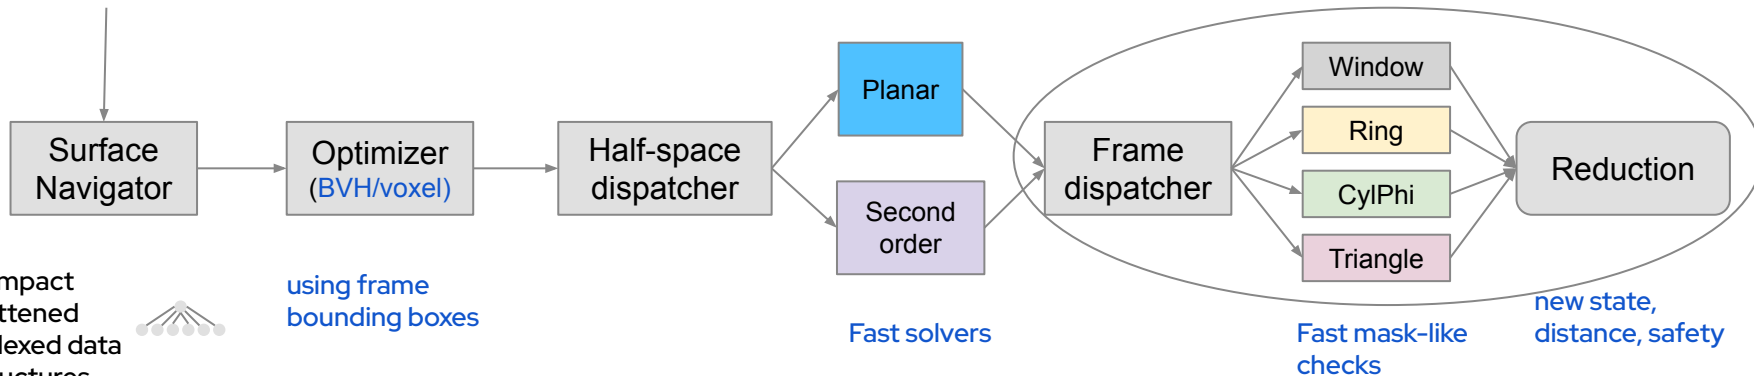 Surface
Navigator
Optimizer
(BVH/voxel)
Half-space
dispatcher
Planar
Second
order
Frame
dispatcher
Window
Ring
CylPhi
Triangle
Reduction
mpact
ttened
lexed data
using frame
bounding boxes
Fast solvers
Fast mask-like
checks
new state,
distance, safety